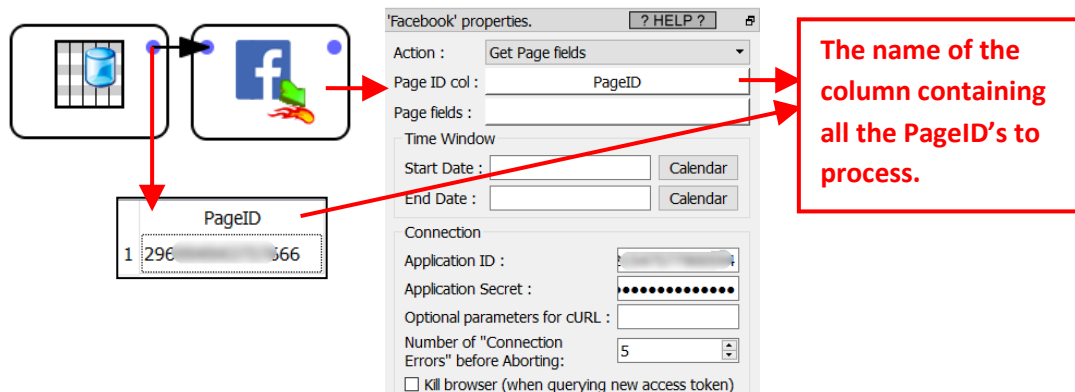 'Facebook' properties.
? HELP ?
Action :
Get Page fields
Page ID col :
PageID
Page fields :
Time Window
Start Date :
Calendar
End Date :
Calendar
Connection
Application ID :
Application Secret :
Optional parameters for cURL :
Number of "Connection
Errors" before Aborting:
5
Kill browser (when querying new access token)
The name of the
column containing
all the PageID's to
process.
PageID
1